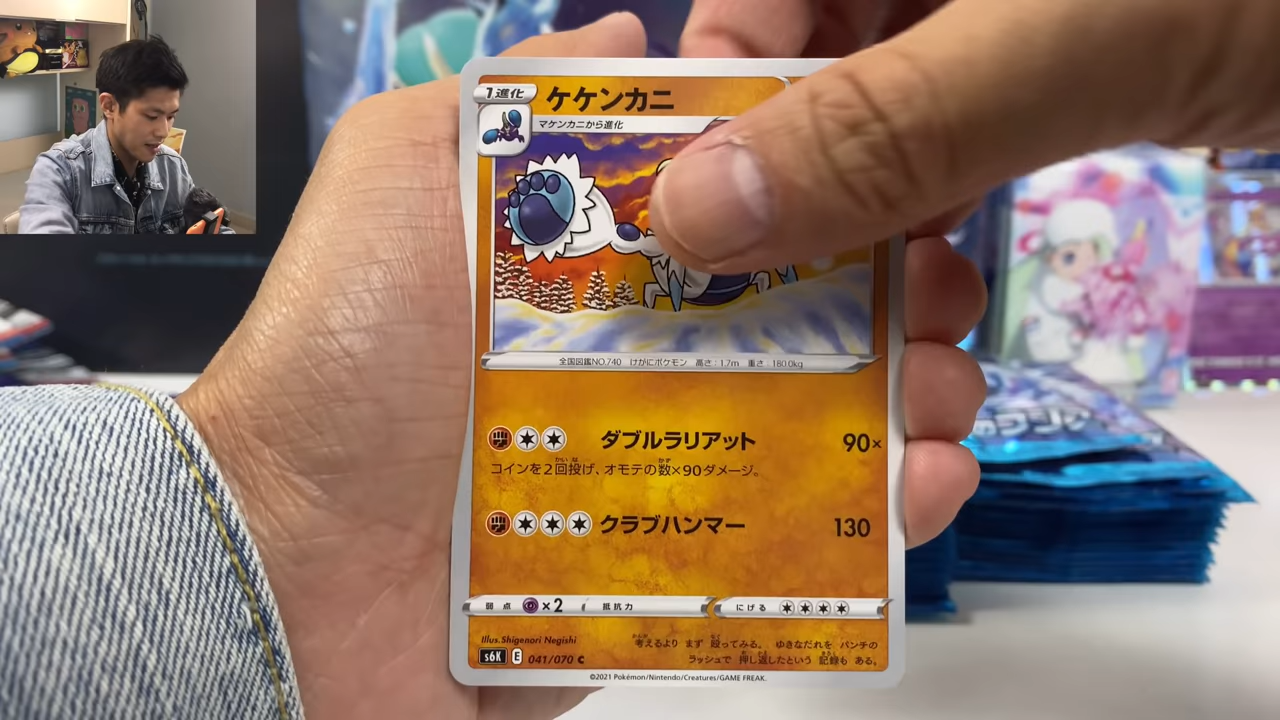 1進化
ケケンカニ
マケンカニから進化
全国図鑑NO.740 けがにポケモン 高さ：1.7m 重さ：180.0kg
ダブルラリアット 90×
コインを2回投げ、オモテの数×90ダメージ。
クラブハンマー 130
弱点 ×2 抵抗力 にげる
Illus. Shigenori Negishi
考えるより まず 殴ってみる。 ゆきなだれを パンチの
ラッシュで 押し返したという 記録も ある。
s6K E 041/070 C
©2021 Pokémon/Nintendo/Creatures/GAME FREAK.